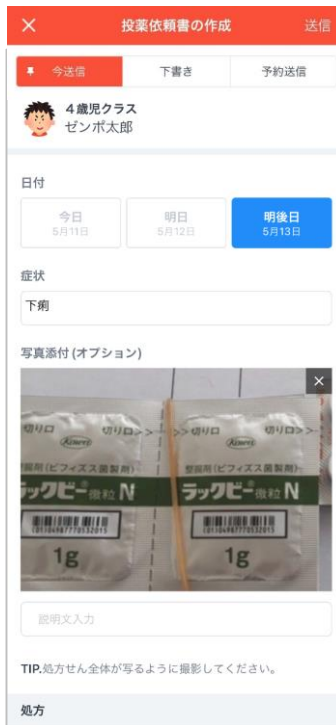 投薬依頼書の作成
送信
今送信
下書き
予約送信
4歳児クラス
ゼンポ太郎
日付
今日
5月11日
明日
5月12日
明後日
5月13日
症状
下痢
写真添付(オプション)
切り口
切り口>>
>>切り口
切り口
Kowa
整腸剤(ビフィズス菌製剤)
整腸剤(ビフィズス菌製剤)
ラックビー®微粒N
ラックビー®微粒N
1g
1g
説明文入力
TIP.処方せん全体が写るように撮影してください。
処方